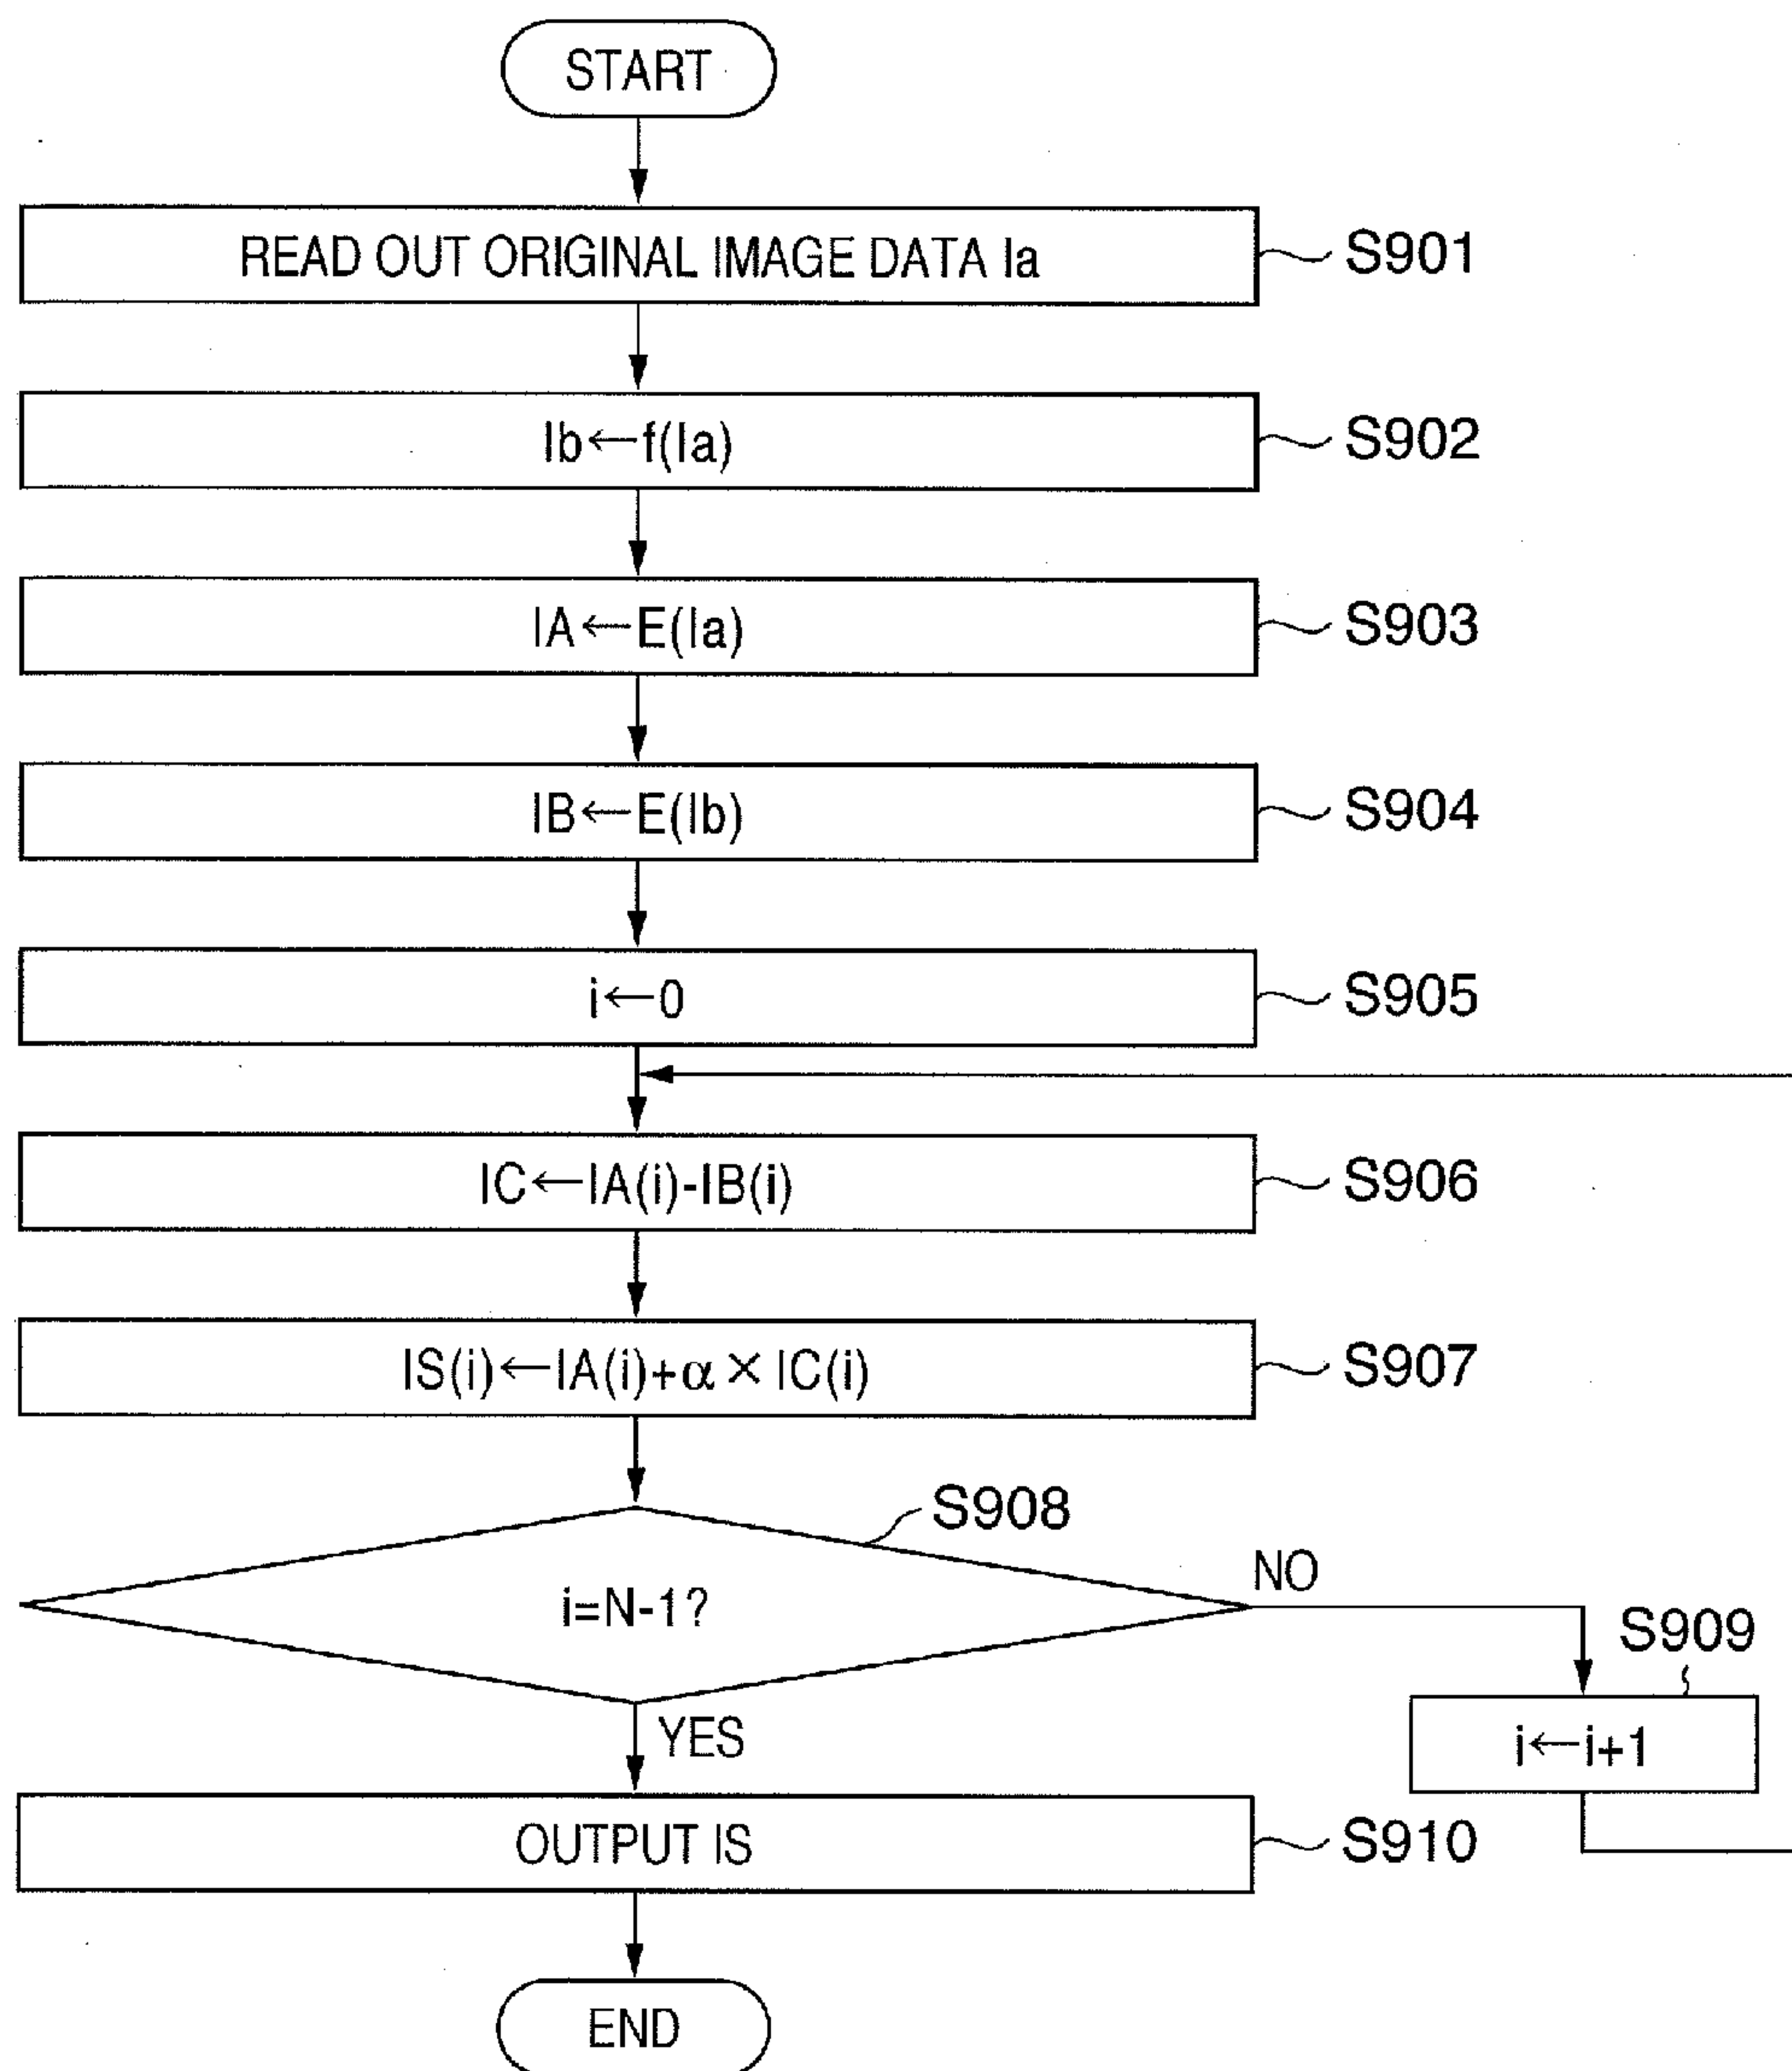 START
READ OUT ORIGINAL IMAGE DATA Ia
S901
Ib←f(Ia)
S902
IA←E(Ia)
S903
IB←E(Ib)
S904
i←0
S905
IC←IA(i)-IB(i)
S906
IS(i)←IA(i)+α×IC(i)
S907
S908
i=N-1?
NO
S909
i←i+1
YES
OUTPUT IS
S910
END